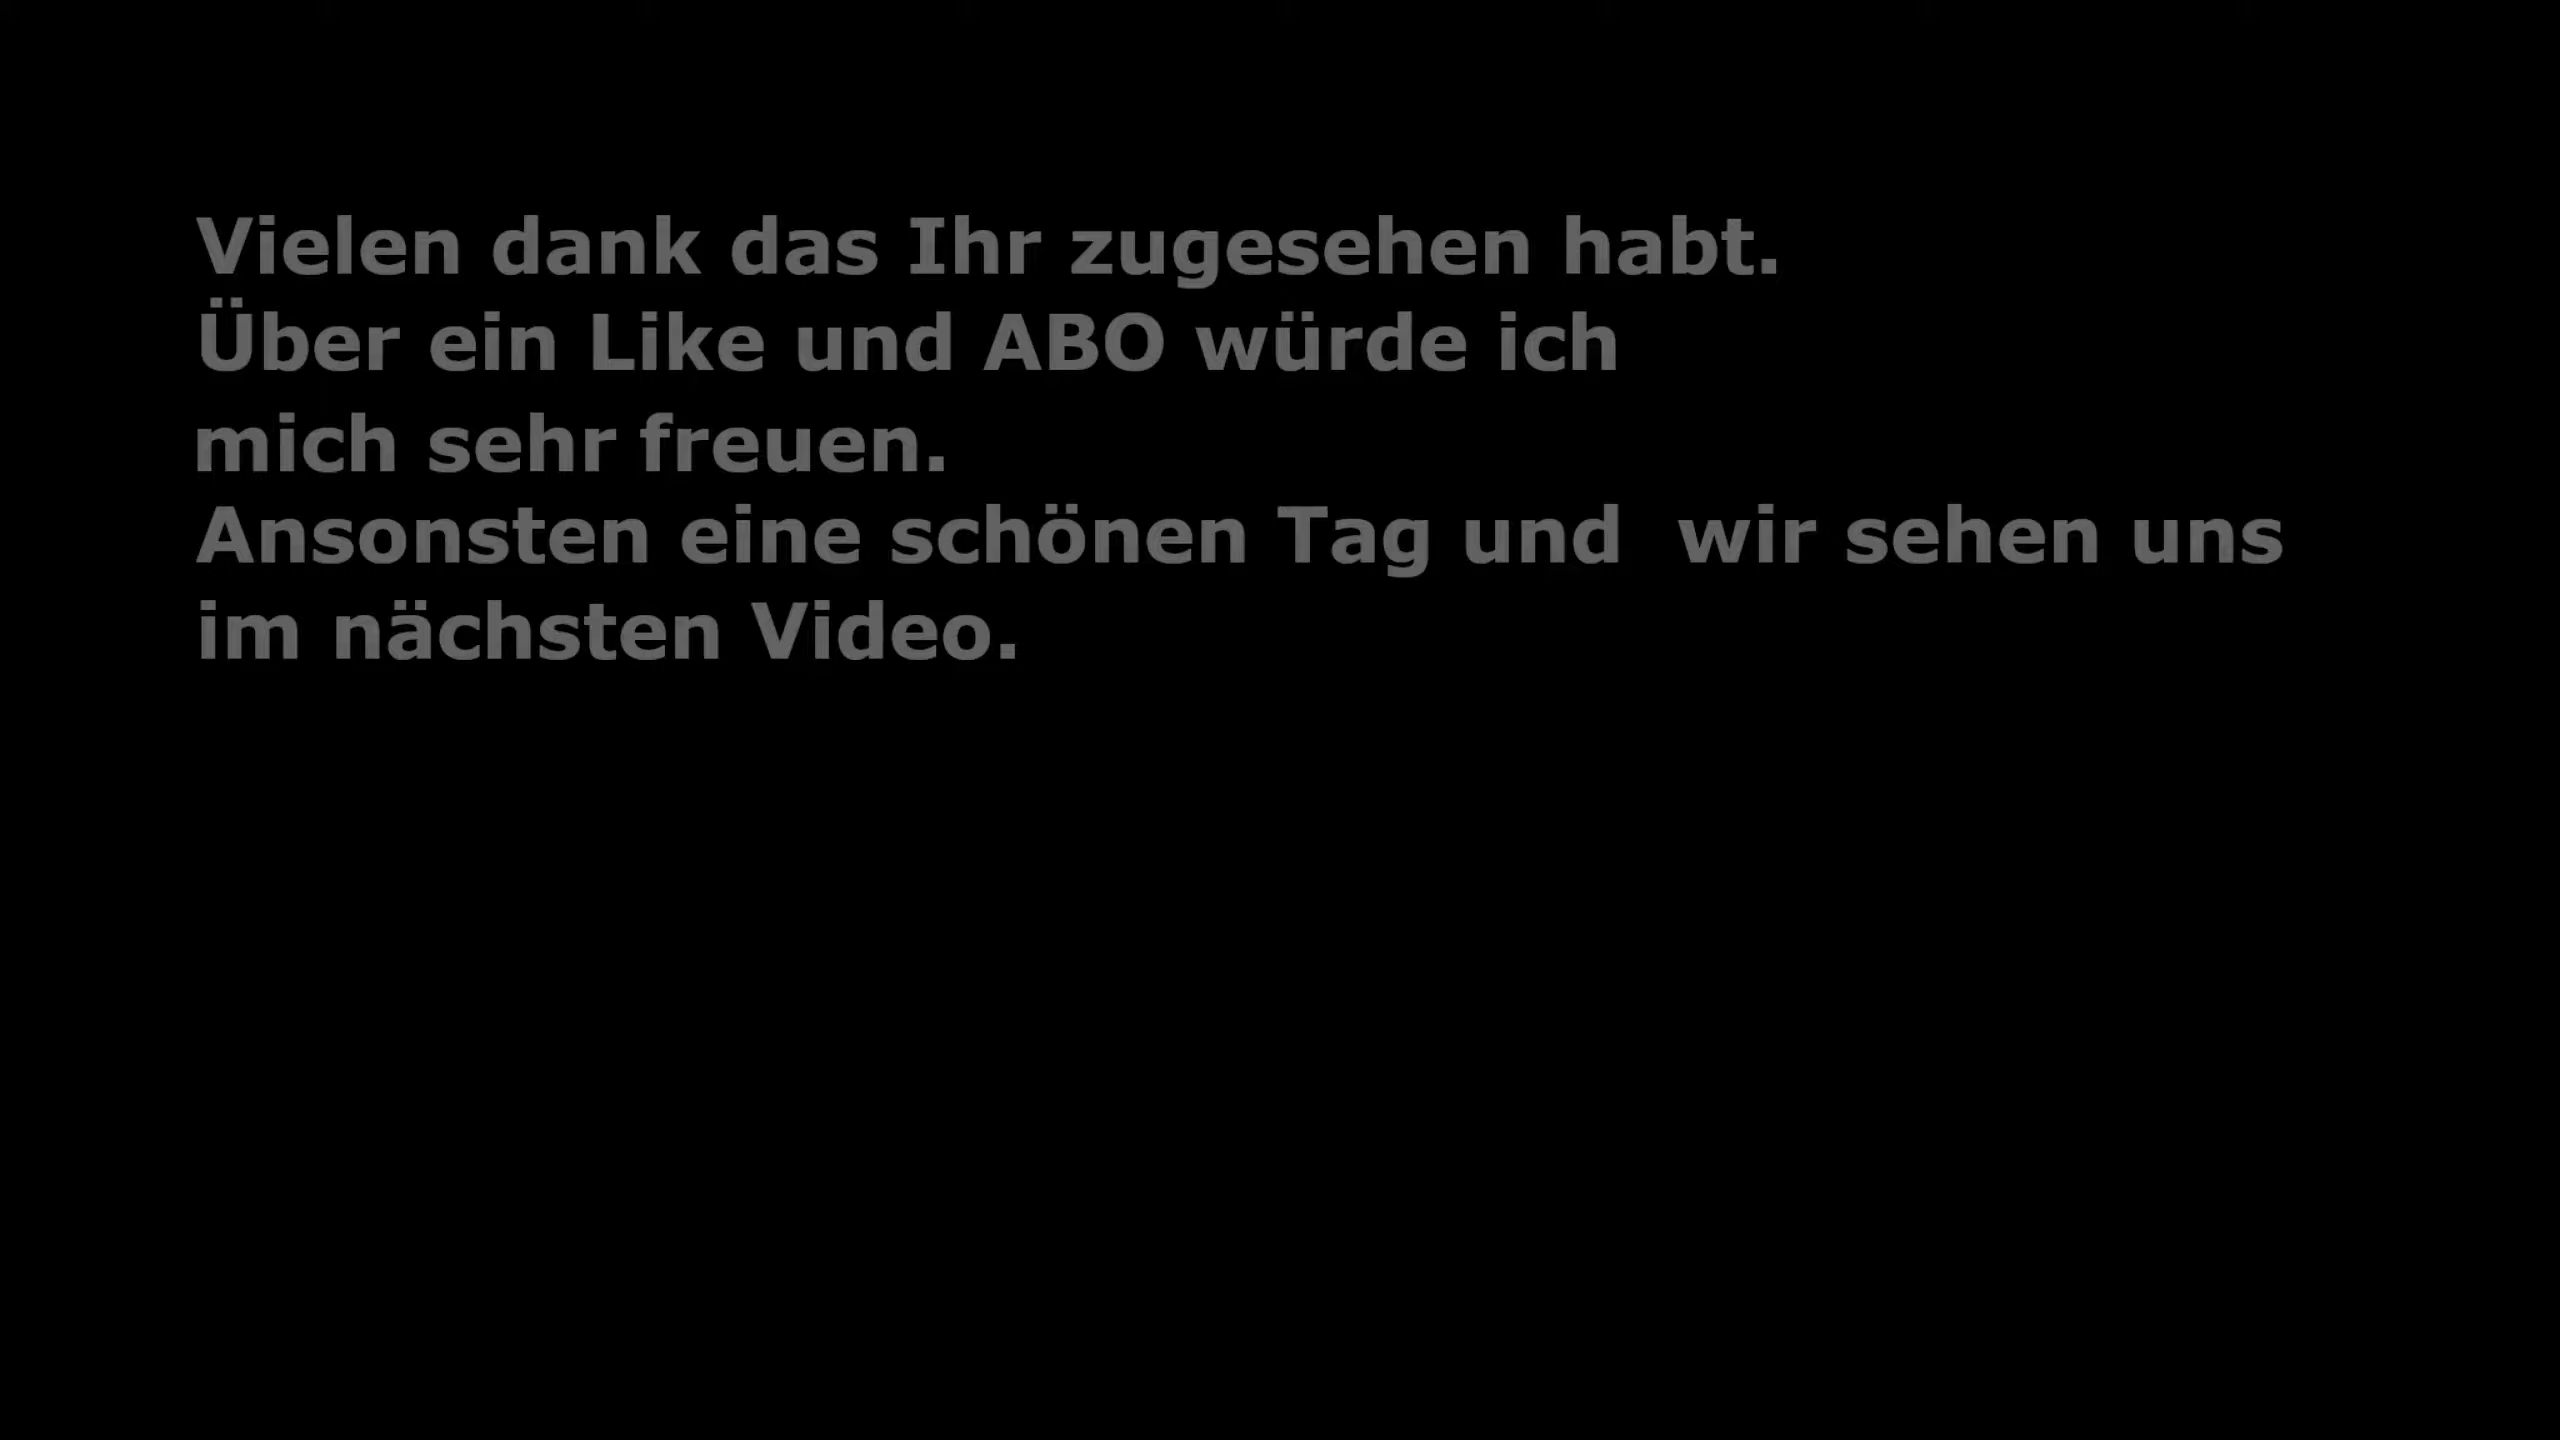 Vielen dank das Ihr zugesehen habt.
Über ein Like und ABO würde ich
mich sehr freuen.
Ansonsten eine schönen Tag und  wir sehen uns
im nächsten Video.